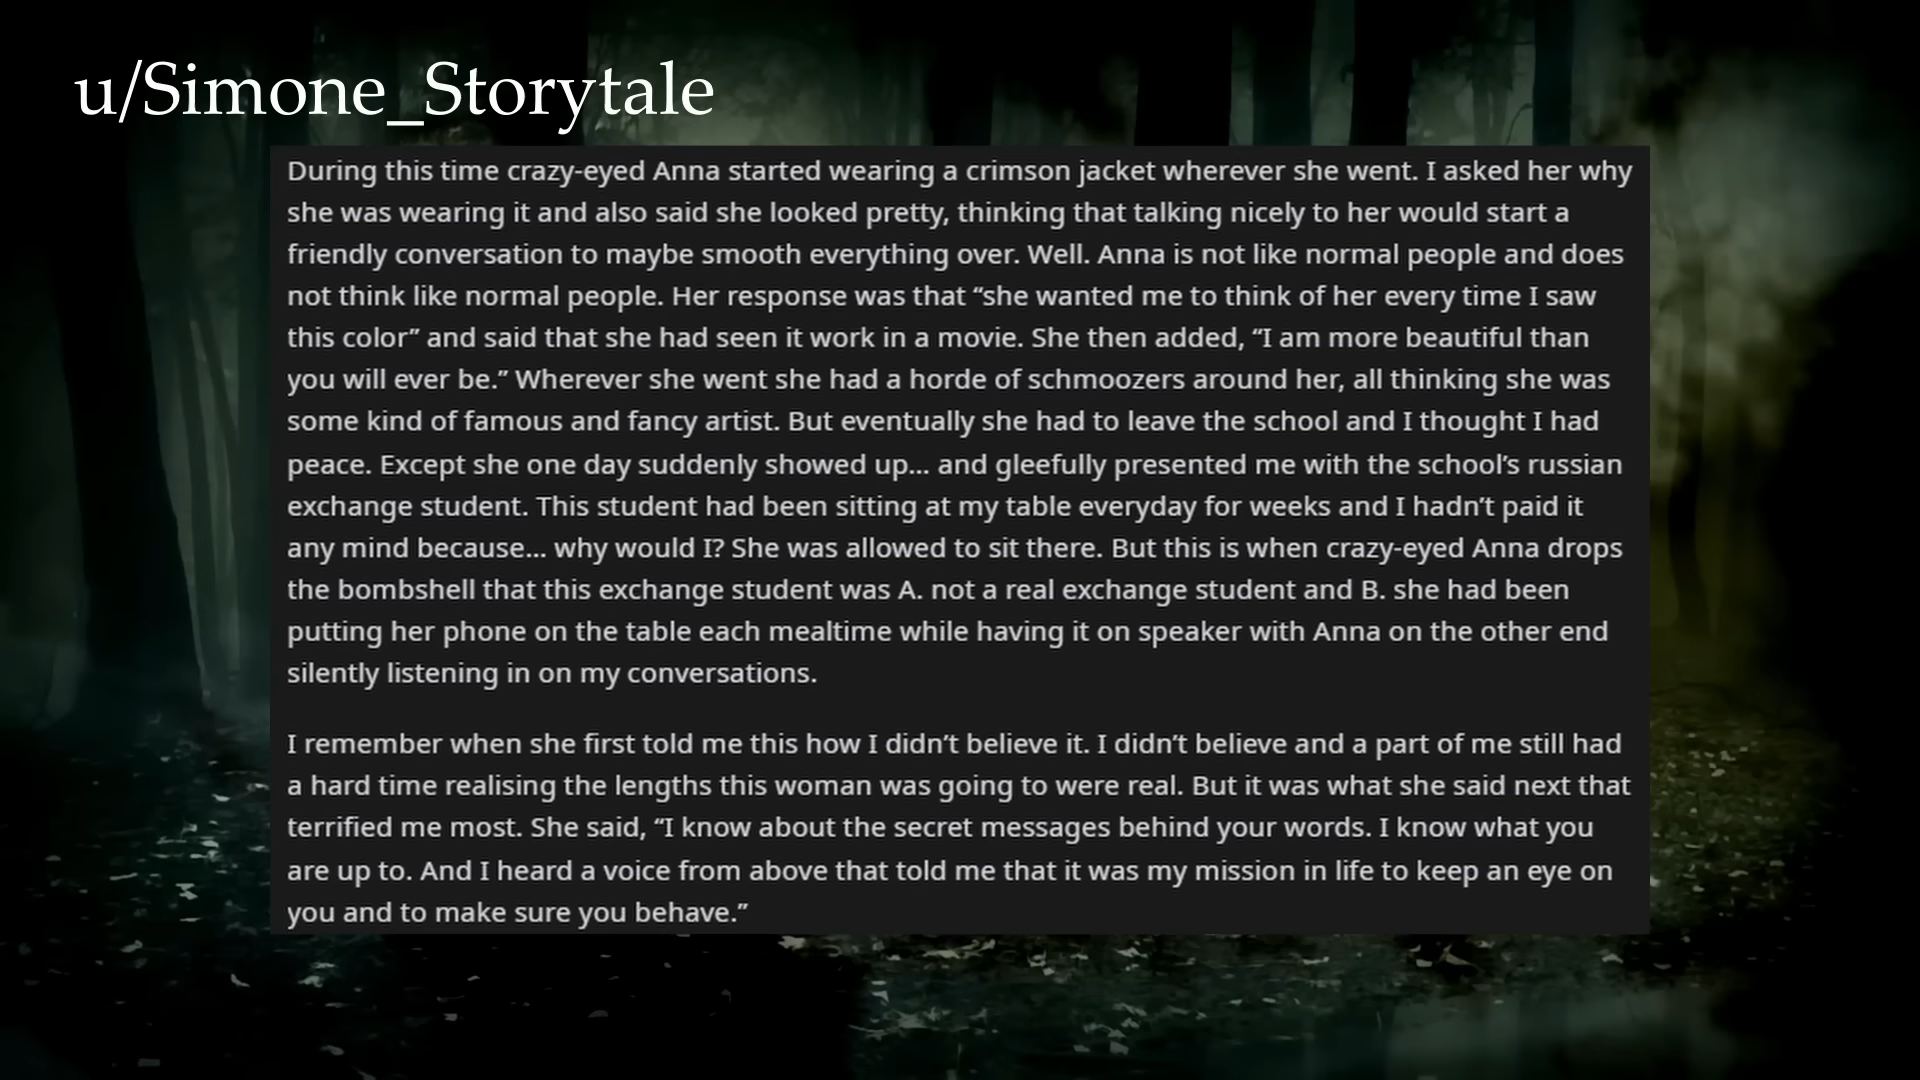 u/Simone_Storytale
During this time crazy-eyed Anna started wearing a crimson jacket wherever she went. I asked her why
she was wearing it and also said she looked pretty, thinking that talking nicely to her would start a
friendly conversation to maybe smooth everything over. Well. Anna is not like normal people and does
not think like normal people. Her response was that “she wanted me to think of her every time I saw
this color” and said that she had seen it work in a movie. She then added, “I am more beautiful than
you will ever be.” Wherever she went she had a horde of schmoozers around her, all thinking she was
some kind of famous and fancy artist. But eventually she had to leave the school and I thought I had
peace. Except she one day suddenly showed up... and gleefully presented me with the school’s russian
exchange student. This student had been sitting at my table everyday for weeks and I hadn’t paid it
any mind because... why would I? She was allowed to sit there. But this is when crazy-eyed Anna drops
the bombshell that this exchange student was A. not a real exchange student and B. she had been
putting her phone on the table each mealtime while having it on speaker with Anna on the other end
silently listening in on my conversations.
I remember when she first told me this how I didn’t believe it. I didn’t believe and a part of me still had
a hard time realising the lengths this woman was going to were real. But it was what she said next that
terrified me most. She said, “I know about the secret messages behind your words. I know what you
are up to. And I heard a voice from above that told me that it was my mission in life to keep an eye on
you and to make sure you behave.”